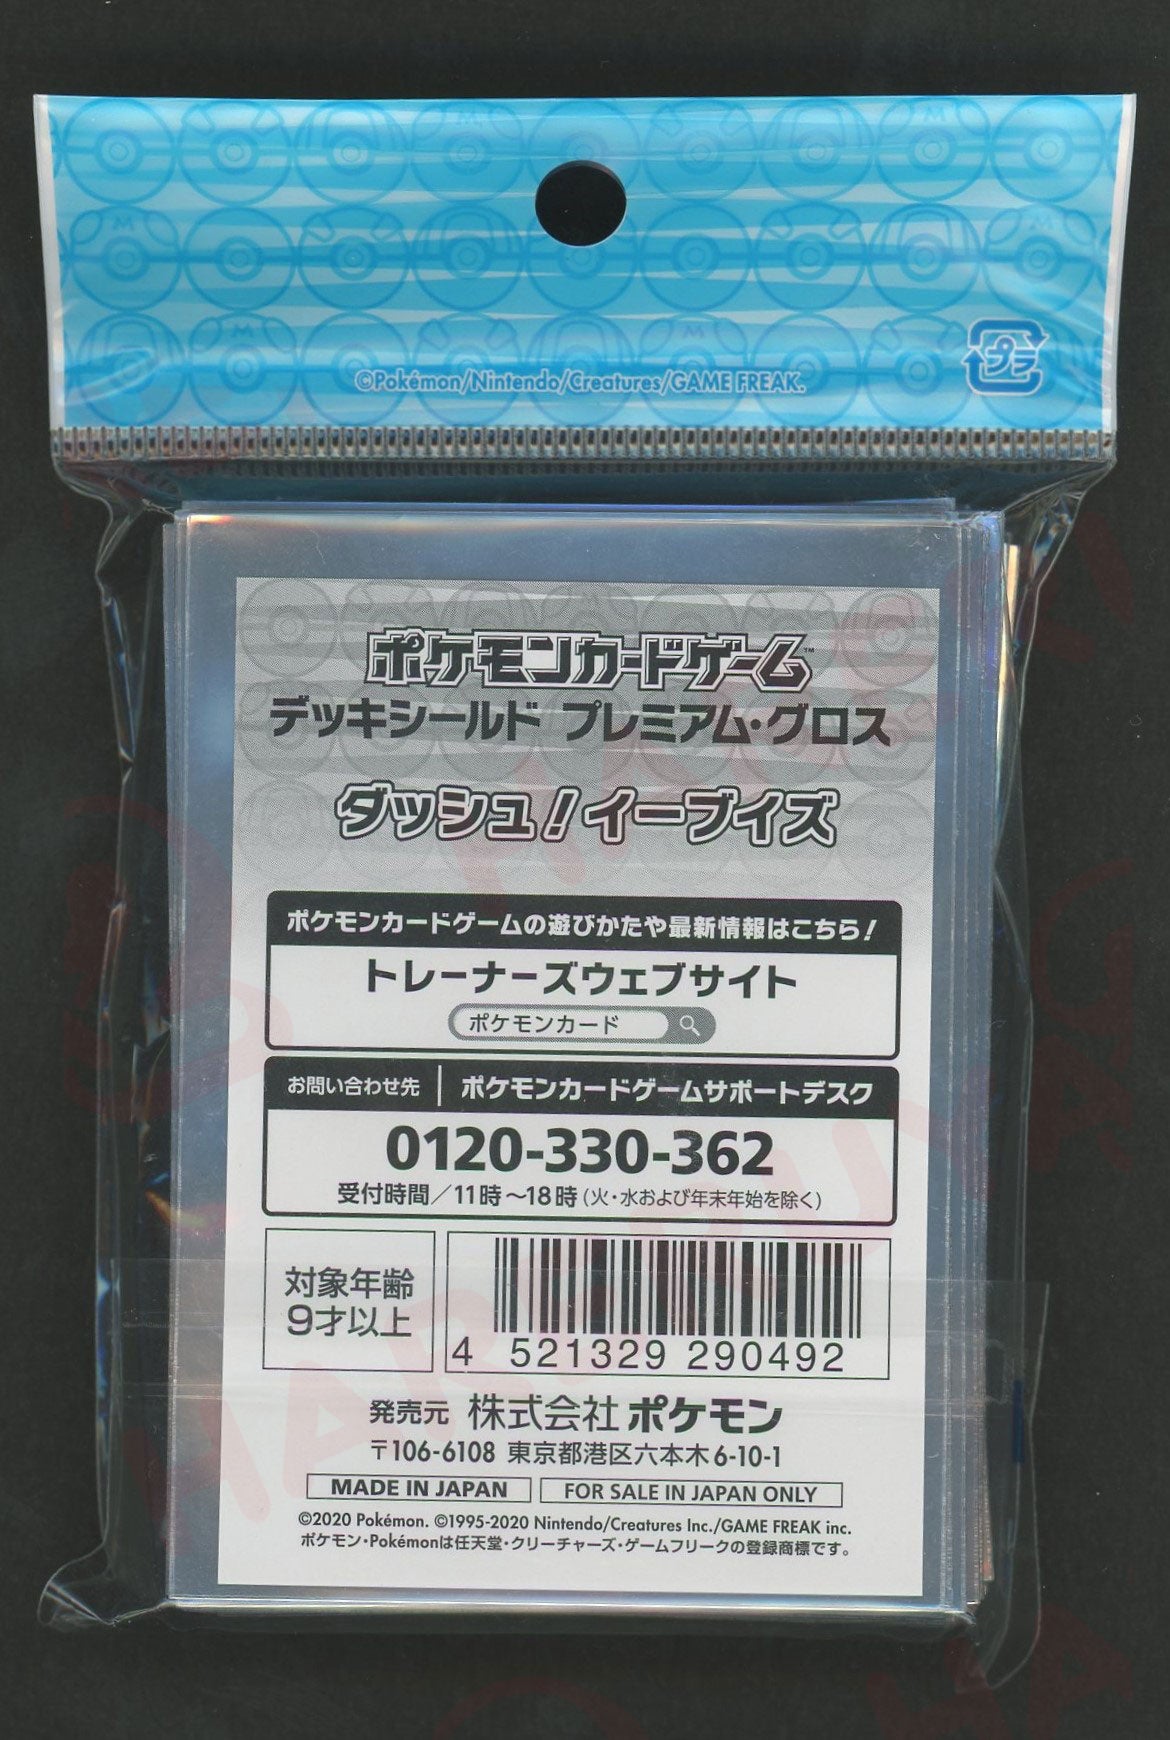 ©Pokémon/Nintendo/Creatures/GAME FREAK.
プラ
ポケモンカードゲーム™
デッキシールド プレミアム・グロス
ダッシュ！イーブイズ
ポケモンカードゲームの遊びかたや最新情報はこちら！
トレーナーズウェブサイト
ポケモンカード
お問い合わせ先 ポケモンカードゲームサポートデスク
0120-330-362
受付時間／11時～18時（火・水および年末年始を除く）
対象年齢
9才以上
4 521329 290492
発売元 株式会社ポケモン
〒106-6108 東京都港区六本木6-10-1
MADE IN JAPAN FOR SALE IN JAPAN ONLY
©2020 Pokémon. ©1995-2020 Nintendo/Creatures Inc./GAME FREAK inc.
ポケモン・Pokémonは任天堂・クリーチャーズ・ゲームフリークの登録商標です。